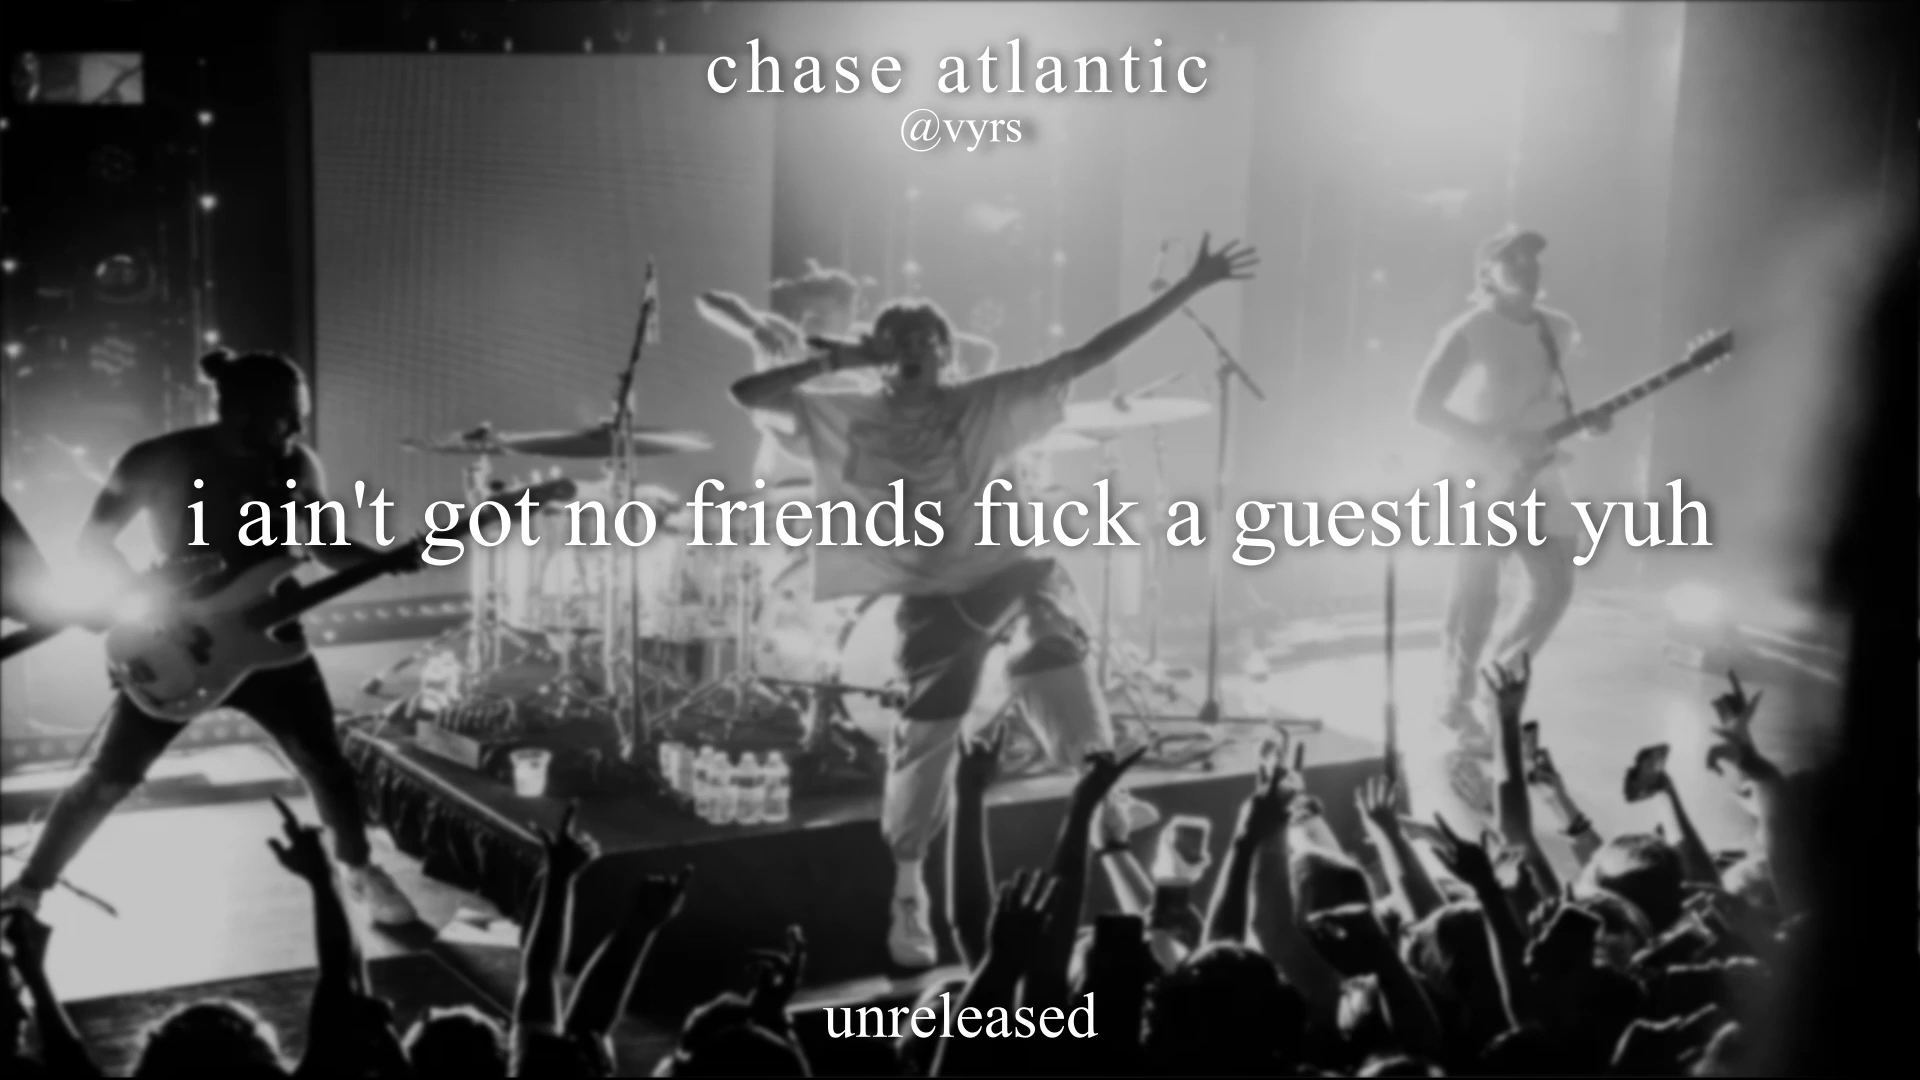 chase atlantic
@vyrs
i ain't got no friends fuck a guestlist yuh
unreleased